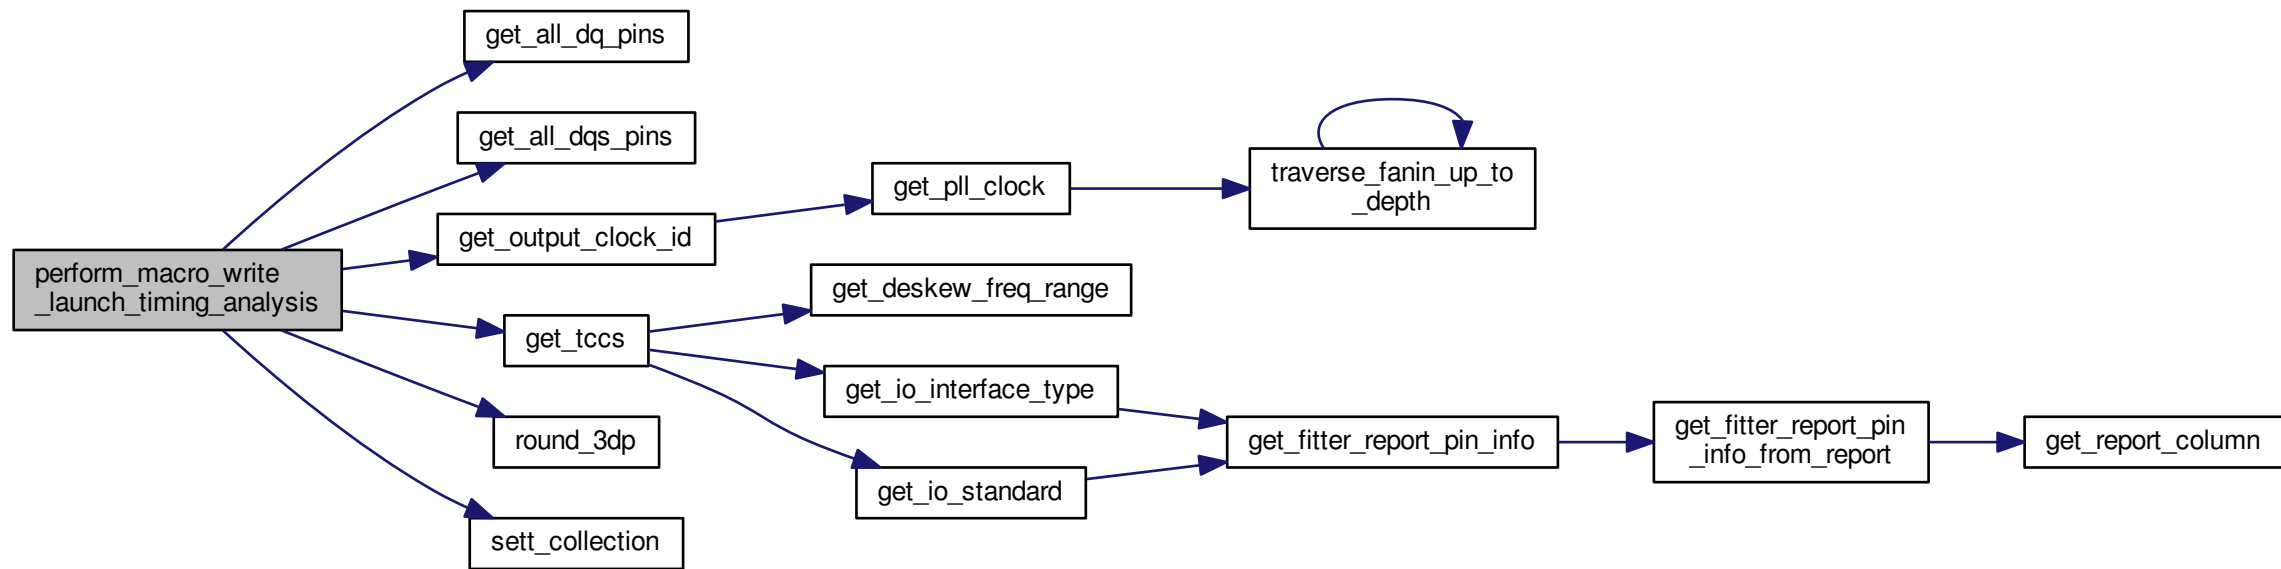 get_all_dq_pins
get_all_dqs_pins
get_pll_clock
traverse_fanin_up_to
_depth
get_output_clock_id
perform_macro_write
_launch_timing_analysis
get_deskew_freq_range
get_tccs
get_io_interface_type
round_3dp
get_fitter_report_pin_info
get_fitter_report_pin
_info_from_report
get_report_column
get_io_standard
sett_collection